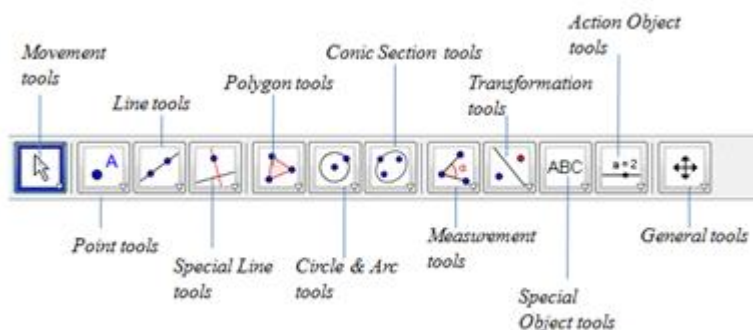 Action Object
tools
Movement
tools
Conic Section tools
Line tools
Polygon tools
Transformation
tools
A
α
ABC
a=2
Point tools
Special Line
tools
Circle & Arc
tools
Measurement
tools
General tools
Special
Object tools